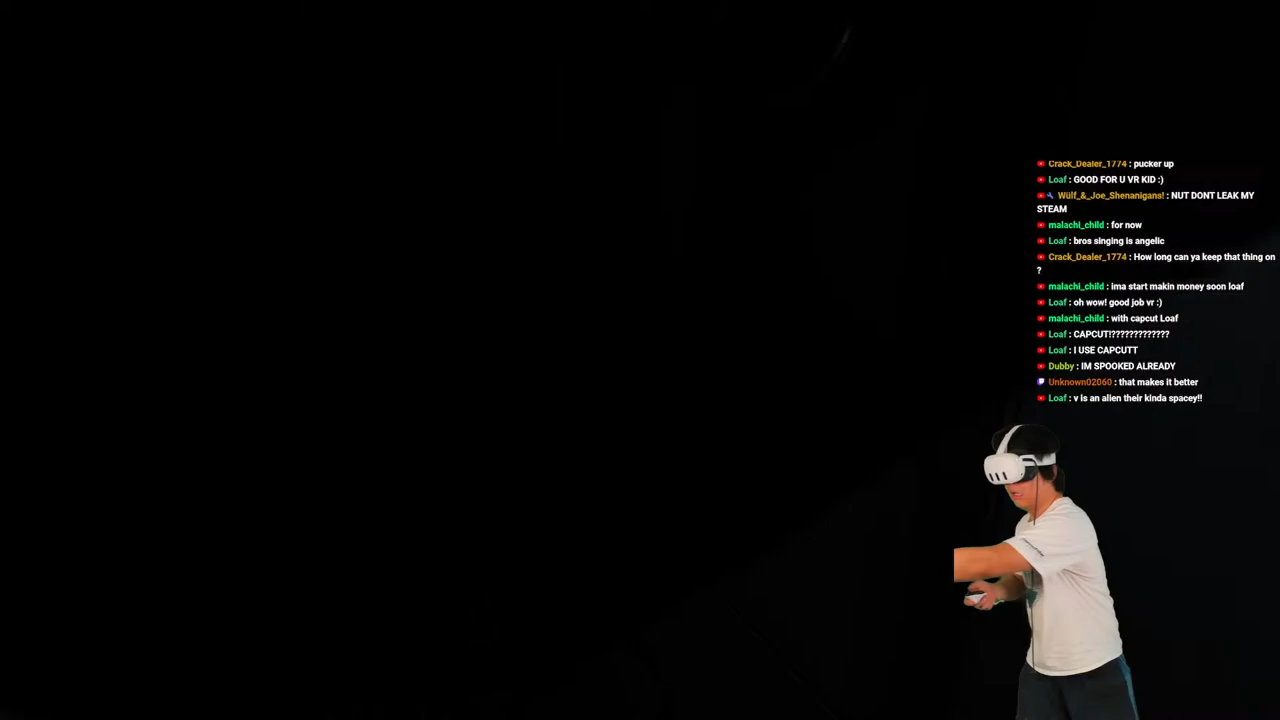 Crack_Dealer_1774 : pucker up
Loaf : GOOD FOR U VR KID :)
Wülf_&_Joe_Shenanigans! : NUT DONT LEAK MY
STEAM
malachi_child : for now
Loaf : bros singing is angelic
Crack_Dealer_1774 : How long can ya keep that thing on
?
malachi_child : ima start makin money soon loaf
Loaf : oh wow! good job vr :)
malachi_child : with capcut Loaf
Loaf : CAPCUT!?????????????
Loaf : I USE CAPCUTT
Dubby : IM SPOOKED ALREADY
Unknown02060 : that makes it better
Loaf : v is an alien their kinda spacey!!